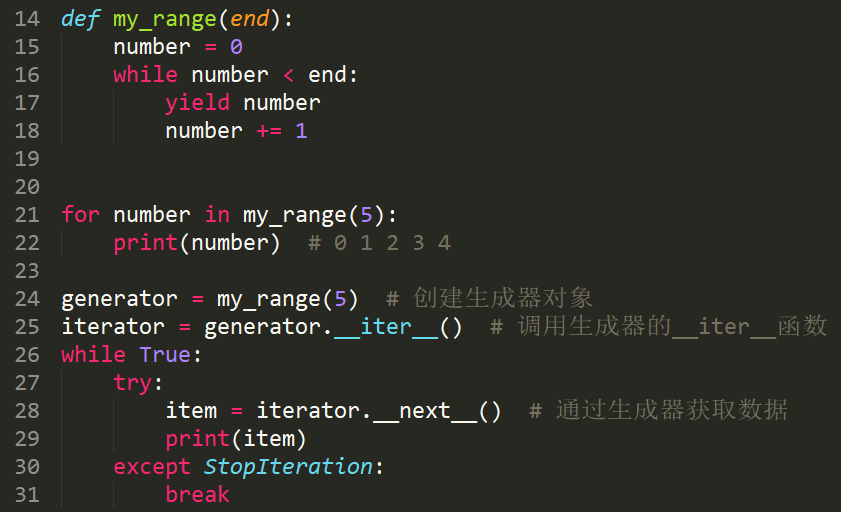 14 def my_range(end):
15     number = 0
16     while number < end:
17         yield number
18         number += 1
19
20
21 for number in my_range(5):
22     print(number)  # 0 1 2 3 4
23
24 generator = my_range(5)  # 创建生成器对象
25 iterator = generator.__iter__()  # 调用生成器的__iter__函数
26 while True:
27     try:
28         item = iterator.__next__()  # 通过生成器获取数据
29         print(item)
30     except StopIteration:
31         break